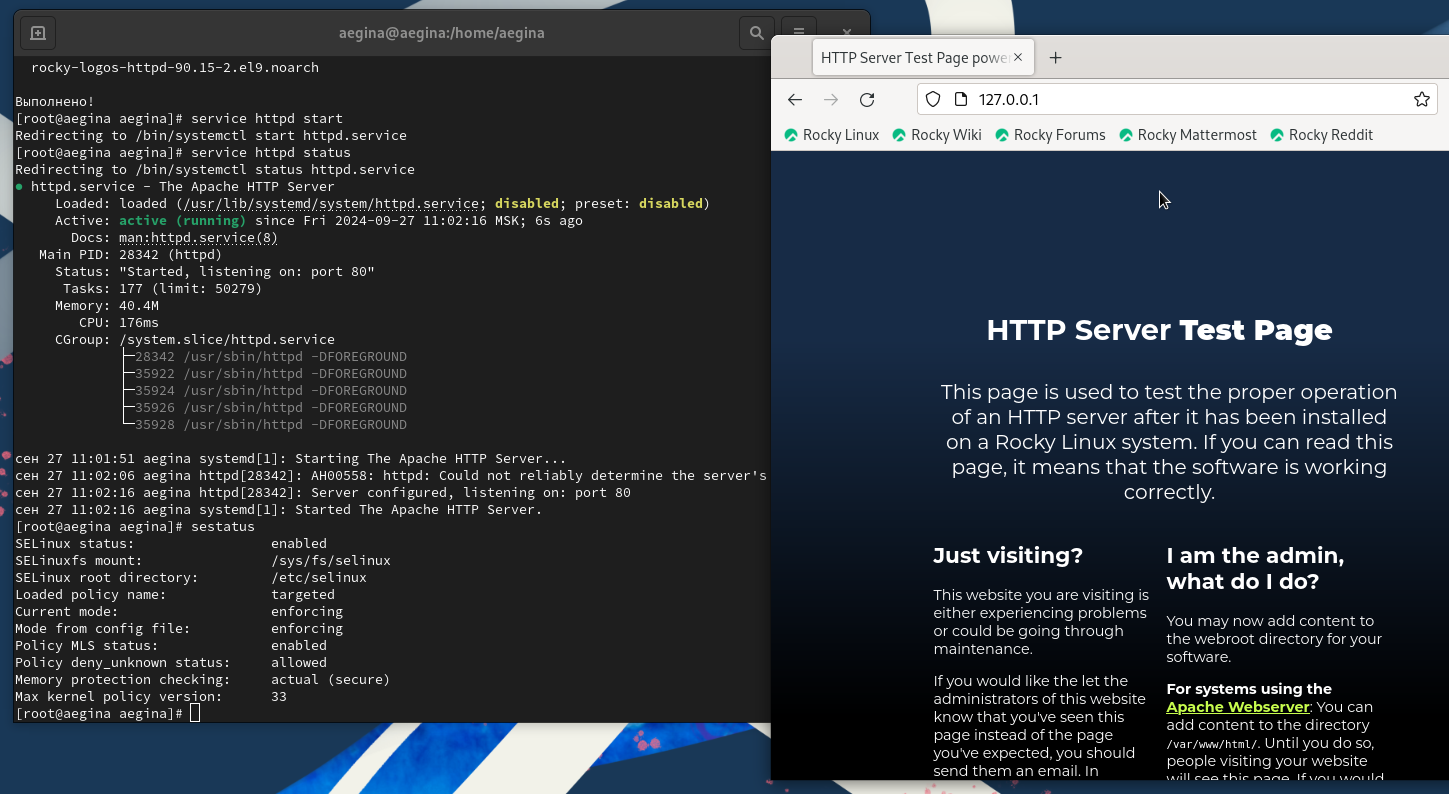 aegina@aegina:/home/aegina
rocky-logos-httpd-90.15-2.el9.noarch
Выполнено!
[root@aegina aegina]# service httpd start
Redirecting to /bin/systemctl start httpd.service
[root@aegina aegina]# service httpd status
Redirecting to /bin/systemctl status httpd.service
● httpd.service - The Apache HTTP Server
Loaded: loaded (/usr/lib/systemd/system/httpd.service; disabled; preset: disabled)
Active: active (running) since Fri 2024-09-27 11:02:16 MSK; 6s ago
Docs: man:httpd.service(8)
Main PID: 28342 (httpd)
Status: "Started, listening on: port 80"
Tasks: 177 (limit: 50279)
Memory: 40.4M
CPU: 176ms
CGroup: /system.slice/httpd.service
├─28342 /usr/sbin/httpd -DFOREGROUND
├─35922 /usr/sbin/httpd -DFOREGROUND
├─35924 /usr/sbin/httpd -DFOREGROUND
├─35926 /usr/sbin/httpd -DFOREGROUND
└─35928 /usr/sbin/httpd -DFOREGROUND
сен 27 11:01:51 aegina systemd[1]: Starting The Apache HTTP Server...
сен 27 11:02:06 aegina httpd[28342]: AH00558: httpd: Could not reliably determine the server's
сен 27 11:02:16 aegina httpd[28342]: Server configured, listening on: port 80
сен 27 11:02:16 aegina systemd[1]: Started The Apache HTTP Server.
[root@aegina aegina]# sestatus
SELinux status: enabled
SELinuxfs mount: /sys/fs/selinux
SELinux root directory: /etc/selinux
Loaded policy name: targeted
Current mode: enforcing
Mode from config file: enforcing
Policy MLS status: enabled
Policy deny_unknown status: allowed
Memory protection checking: actual (secure)
Max kernel policy version: 33
[root@aegina aegina]#
HTTP Server Test Page powe
127.0.0.1
Rocky Linux Rocky Wiki Rocky Forums Rocky Mattermost Rocky Reddit
HTTP Server Test Page
This page is used to test the proper operation
of an HTTP server after it has been installed
on a Rocky Linux system. If you can read this
page, it means that the software is working
correctly.
Just visiting?
This website you are visiting is
either experiencing problems
or could be going through
maintenance.
If you would like the let the
administrators of this website
know that you've seen this
page instead of the page
you've expected, you should
send them an email. In
I am the admin,
what do I do?
You may now add content to
the webroot directory for your
software.
For systems using the
Apache Webserver: You can
add content to the directory
/var/www/html/. Until you do so,
people visiting your website
will see this page. If you would